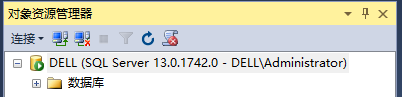 对象资源管理器
连接
DELL (SQL Server 13.0.1742.0 - DELL\Administrator)
数据库